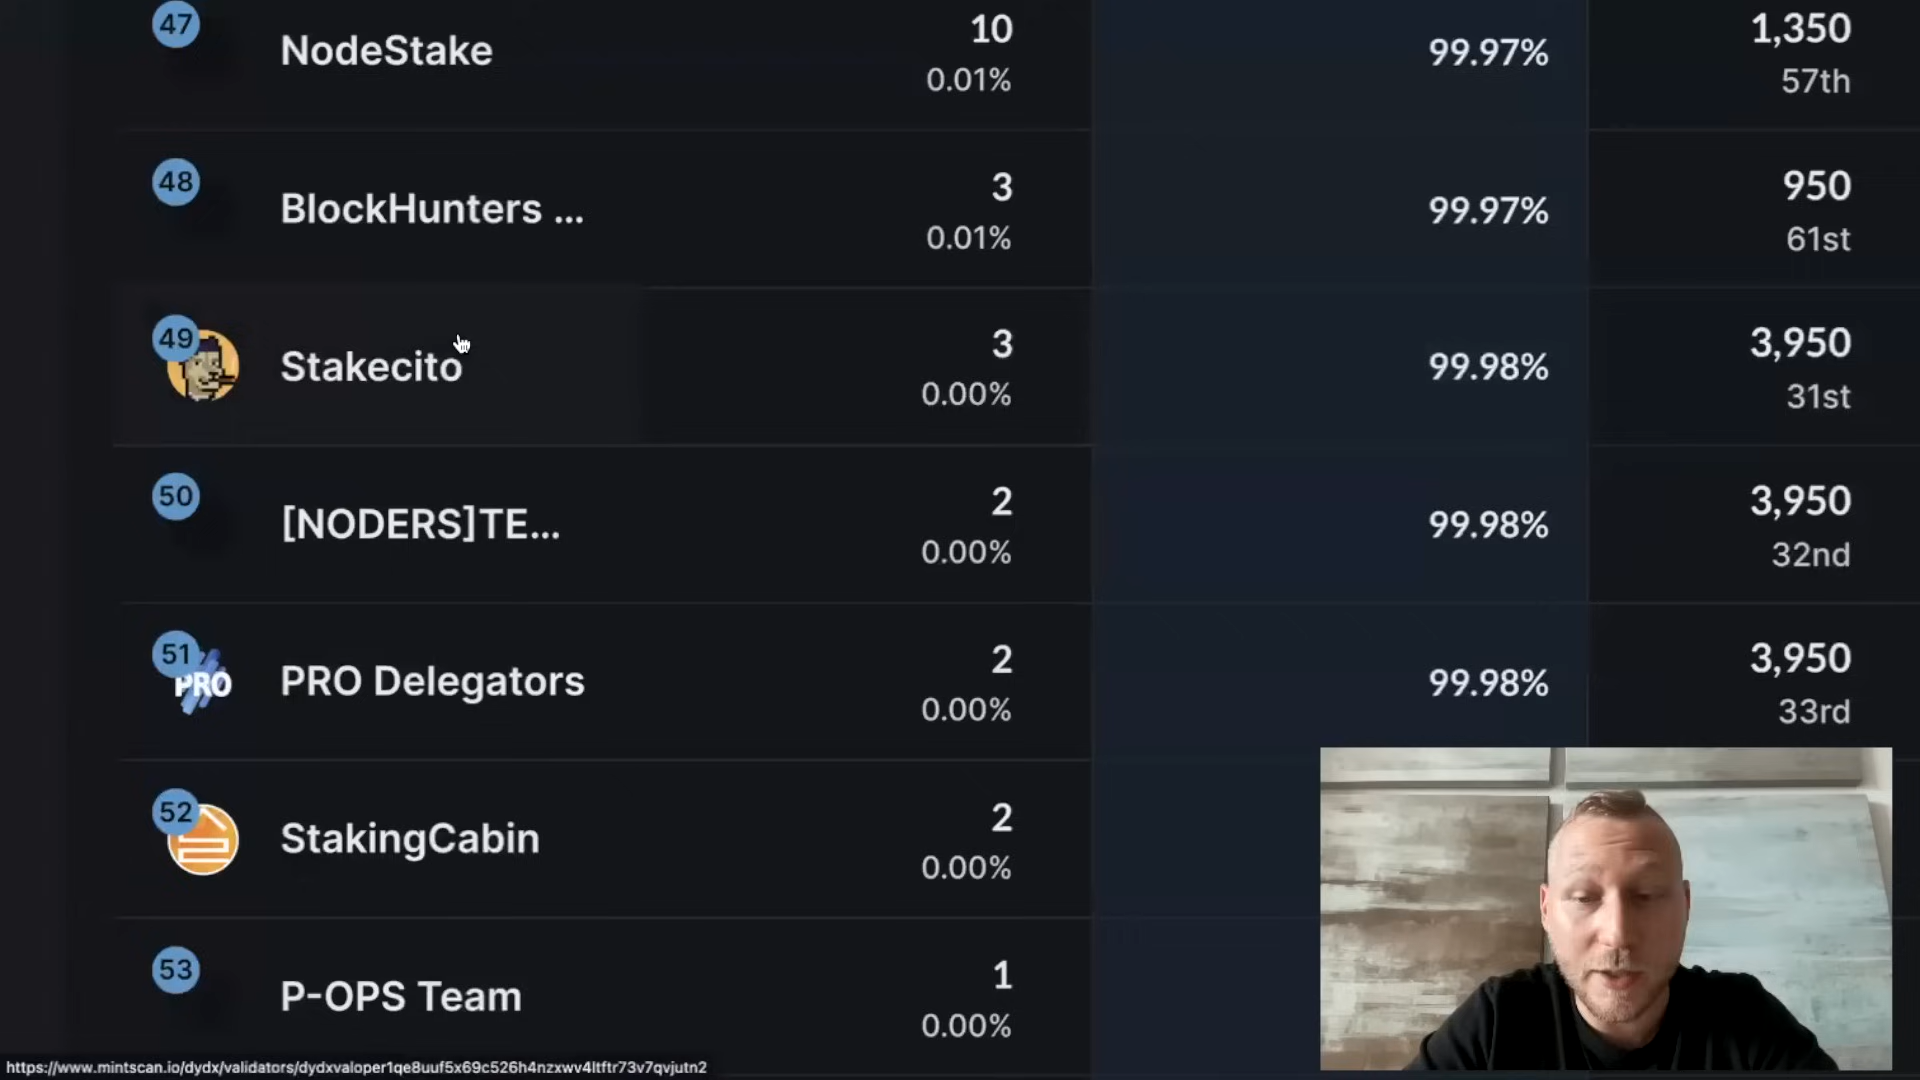 47
NodeStake
10
0.01%
99.97%
1,350
57th
48
BlockHunters ...
3
0.01%
99.97%
950
61st
49
Stakecito
3
0.00%
99.98%
3,950
31st
50
[NODERS]TE...
2
0.00%
99.98%
3,950
32nd
51
PRO
PRO Delegators
2
0.00%
99.98%
3,950
33rd
52
StakingCabin
2
0.00%
53
P-OPS Team
1
0.00%
https://www.mintscan.io/dydx/validators/dydxvaloper1qe8uuf5x69c526h4nzxwv4ltftr73v7qvjutn2